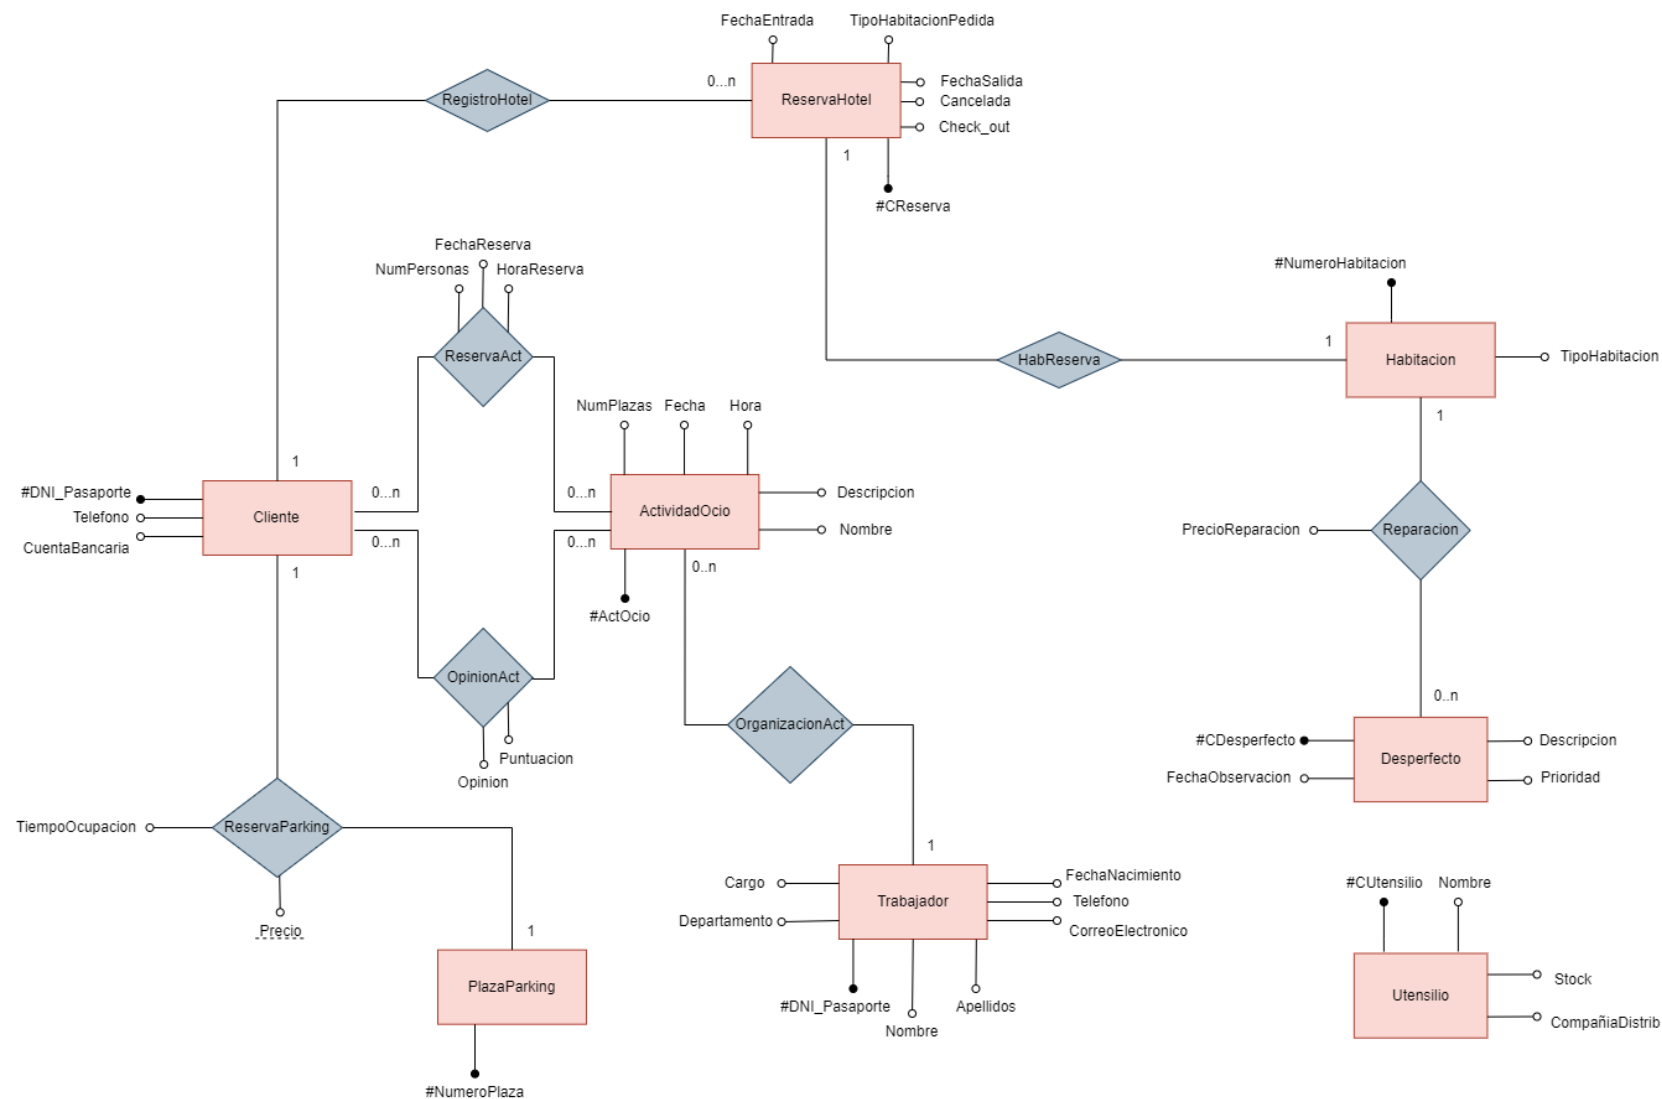 FechaEntrada
TipoHabitacionPedida
RegistroHotel
0...n
ReservaHotel
FechaSalida
Cancelada
Check_out
1
#CReserva
FechaReserva
NumPersonas
HoraReserva
ReservaAct
#NumeroHabitacion
HabReserva
1
Habitacion
TipoHabitacion
1
NumPlazas
Fecha
Hora
1
#DNI_Pasaporte
Telefono
CuentaBancaria
Cliente
0...n
0...n
0...n
0...n
ActividadOcio
Descripcion
Nombre
1
0..n
#ActOcio
PrecioReparacion
Reparacion
OpinionAct
Puntuacion
Opinion
OrganizacionAct
0..n
#CDesperfecto
FechaObservacion
Desperfecto
Descripcion
Prioridad
TiempoOcupacion
ReservaParking
Precio
1
1
Cargo
Departamento
Trabajador
FechaNacimiento
Telefono
CorreoElectronico
#DNI_Pasaporte
Nombre
Apellidos
#CUtensilio
Nombre
Utensilio
Stock
CompañiaDistrib
PlazaParking
#NumeroPlaza